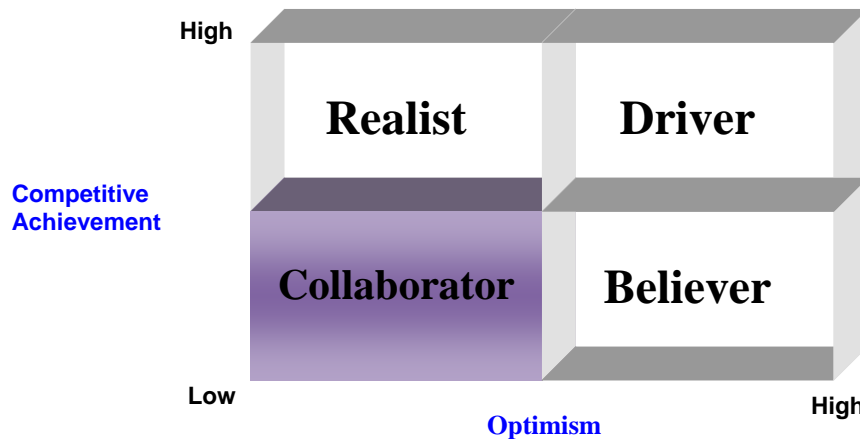 High
Realist
Driver
Competitive
Achievement
Collaborator
Believer
Low
High
Optimism